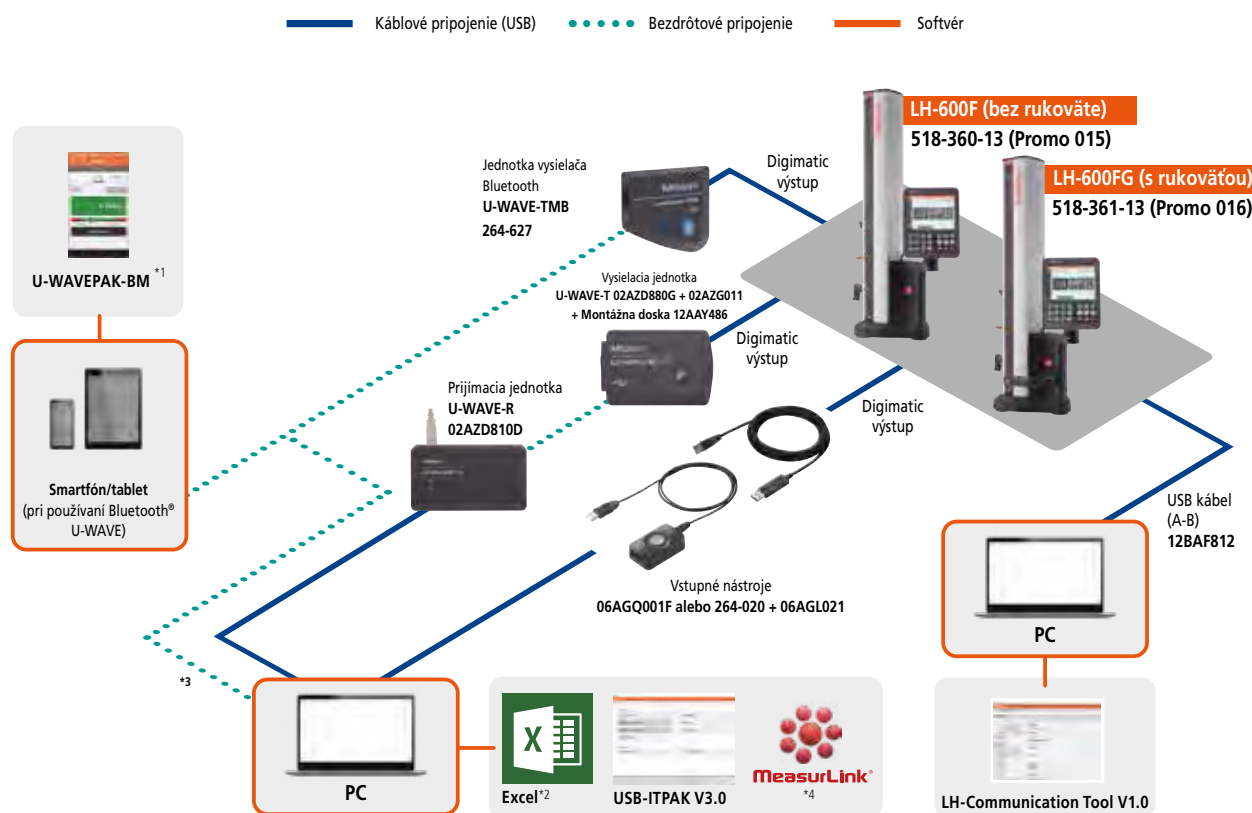 Káblové pripojenie (USB)
Bezdrôtové pripojenie
Softvér
LH-600F (bez rukoväte)
518-360-13 (Promo 015)
LH-600FG (s rukoväťou)
518-361-13 (Promo 016)
Jednotka vysielača
Bluetooth
U-WAVE-TMB
264-627
Digimatic
výstup
U-WAVEPAK-BM *1
Vysielacia jednotka
U-WAVE-T 02AZD880G + 02AZG011
+ Montážna doska 12AAY486
Digimatic
výstup
Prijímacia jednotka
U-WAVE-R
02AZD810D
Digimatic
výstup
Smartfón/tablet
(pri používaní Bluetooth®
U-WAVE)
USB kábel
(A-B)
12BAF812
Vstupné nástroje
06AGQ001F alebo 264-020 + 06AGL021
PC
*3
PC
Excel*2
USB-ITPAK V3.0
MeasurLink®
*4
LH-Communication Tool V1.0